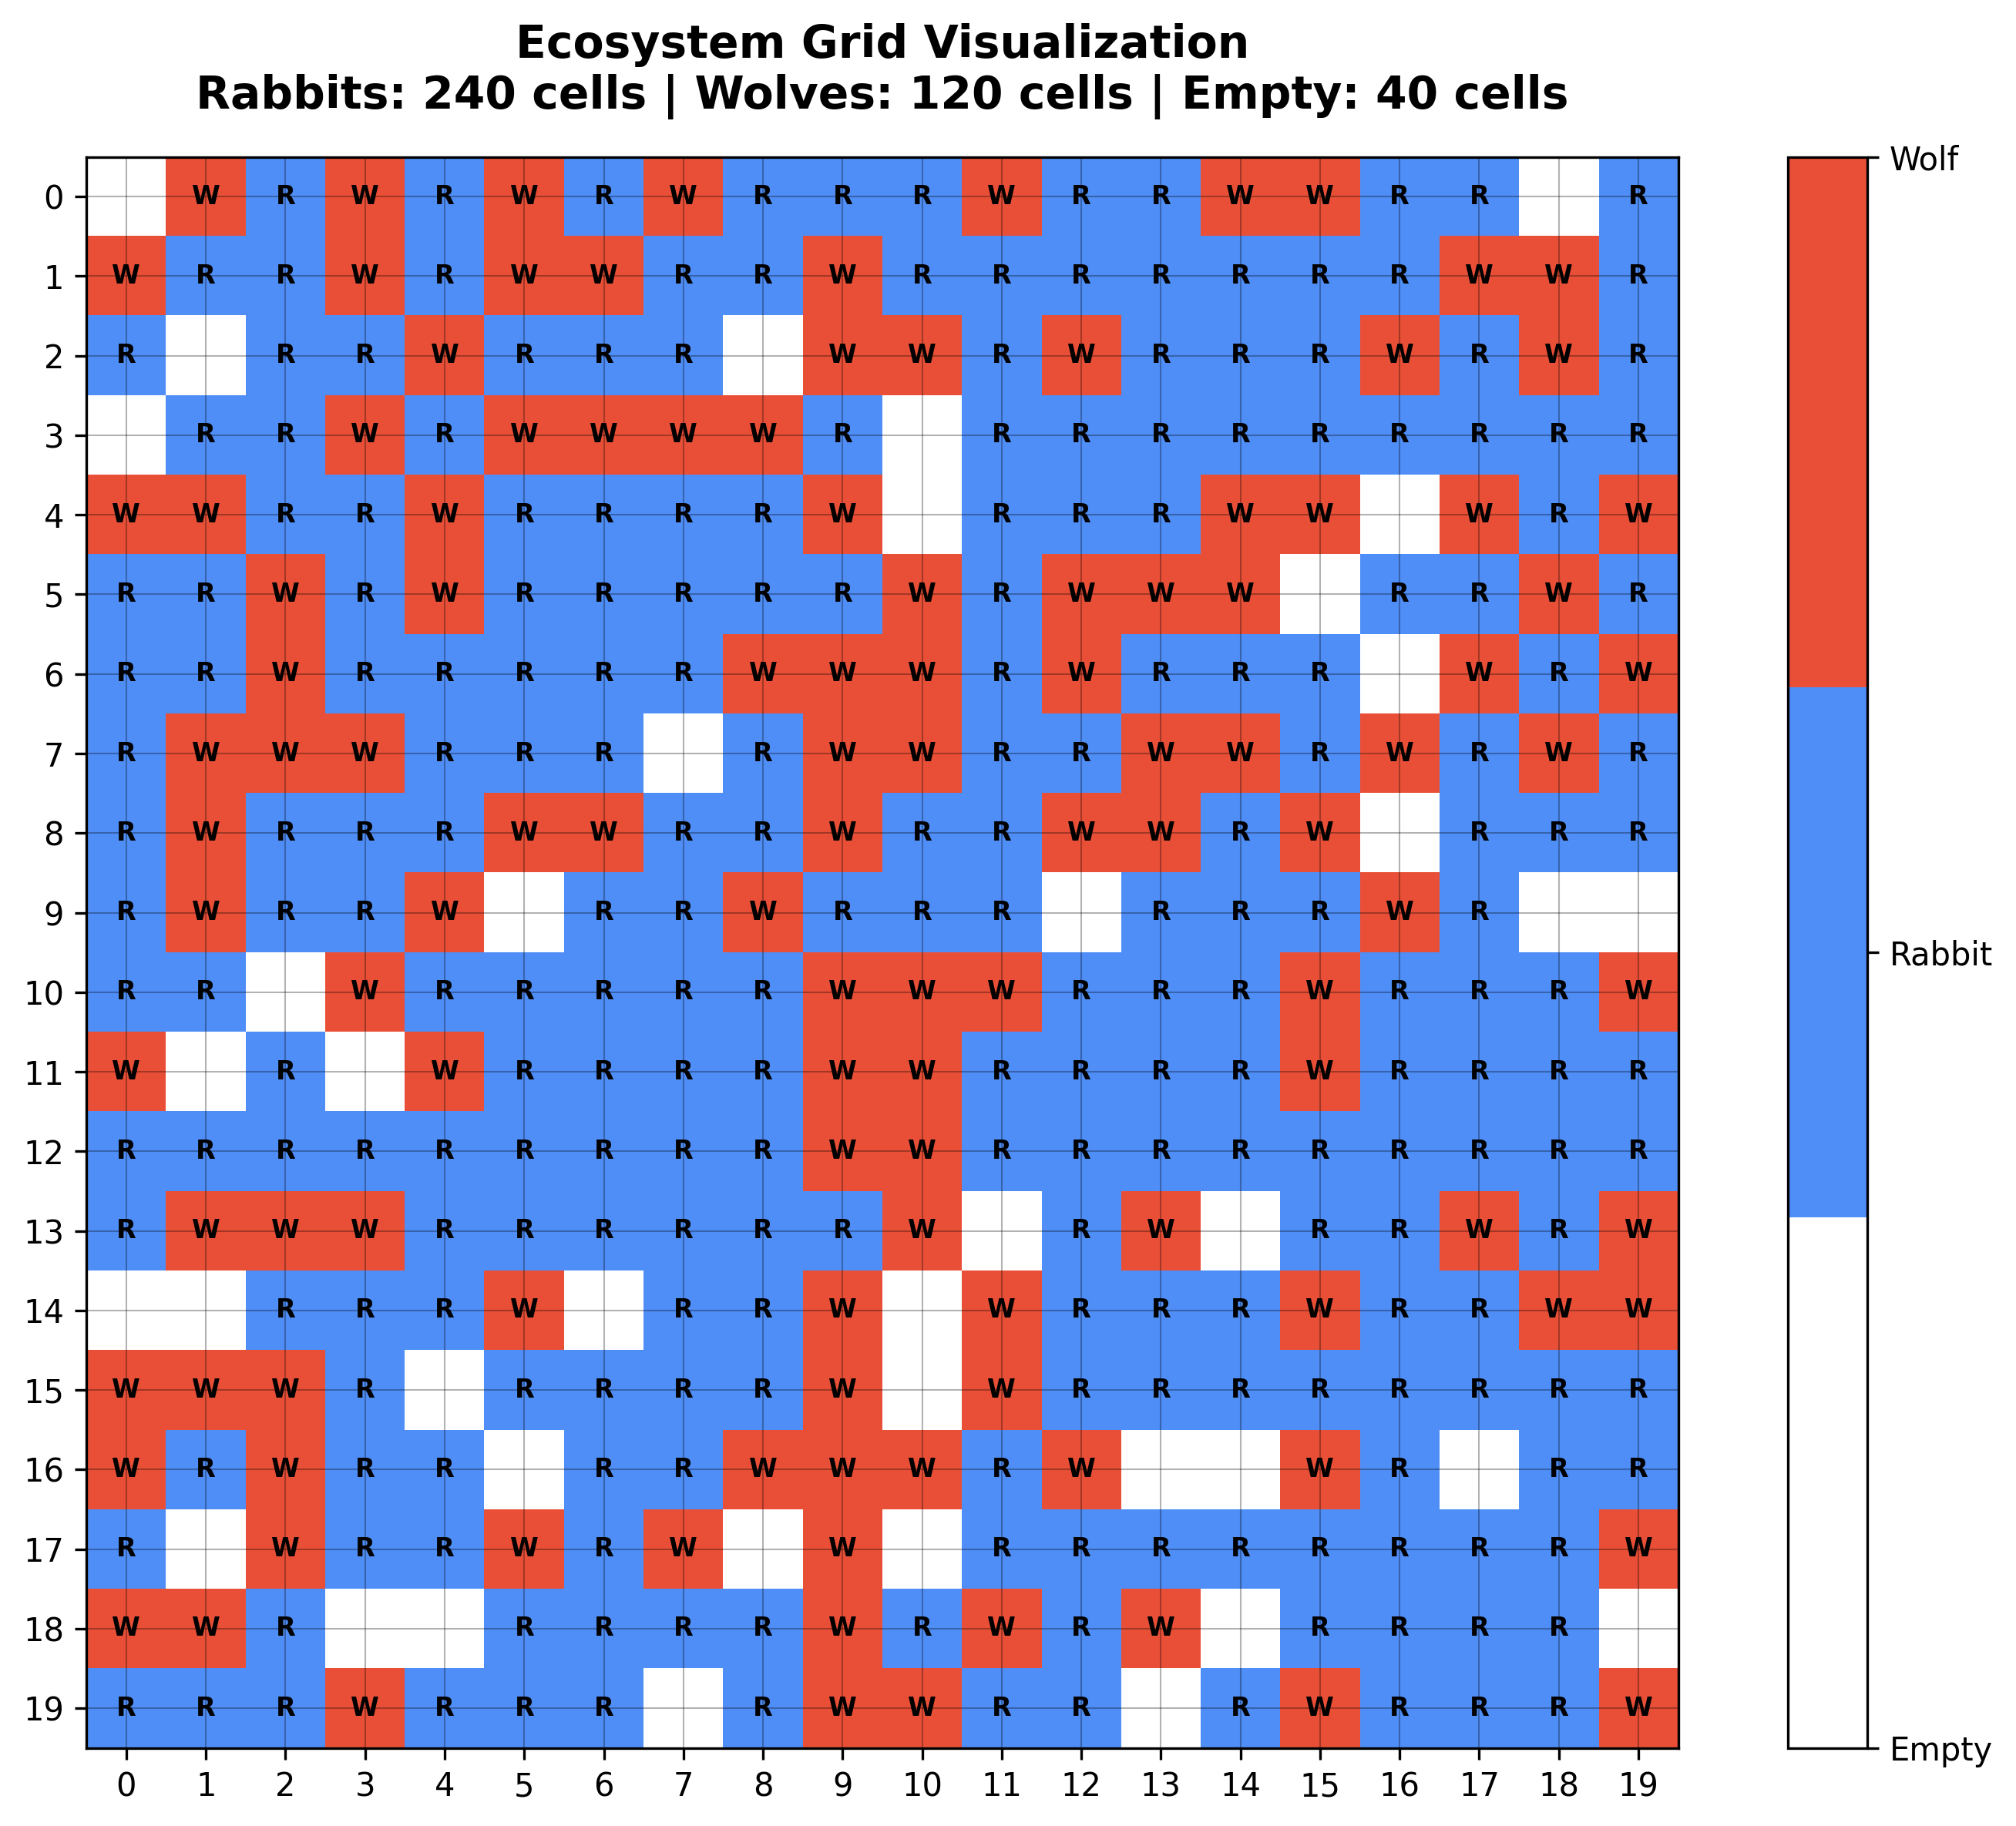 Ecosystem Grid Visualization
Rabbits: 240 cells | Wolves: 120 cells | Empty: 40 cells
Wolf
0 W R W R W R W R R R W R R W W R R R
1 W R R W R W W R R W R R R R R R R W W R
2 R R R W R R R W W R W R R R W R W R
3 R R W R W W W W R R R R R R R R R R
4 W W R R W R R R R W R R R W W W R W
5 R R W R W R R R R R W R W W W R R W R
6 R R W R R R R R W W W R W R R R W R W
7 R W W W R R R R W W R R W W R W R W R
8 R W R R R W W R R W R R W W R W R R R
9 R W R R W R R W R R R R R R W R
Rabbit
10 R R W R R R R R W W W R R R W R R R W
11 W R W R R R R W W R R R R W R R R R
12 R R R R R R R R R W W R R R R R R R R R
13 R W W W R R R R R R W R W R R W R W
14 R R R W R R W W R R R W R R W W
15 W W W R R R R R W W R R R R R R R R
16 W R W R R R R W W W R W W R R R
17 R W R R W R W W R R R R R R R R W
18 W W R R R R R W R W R W R R R R
19 R R R W R R R R W W R R R W R R R W
Empty
0 1 2 3 4 5 6 7 8 9 10 11 12 13 14 15 16 17 18 19